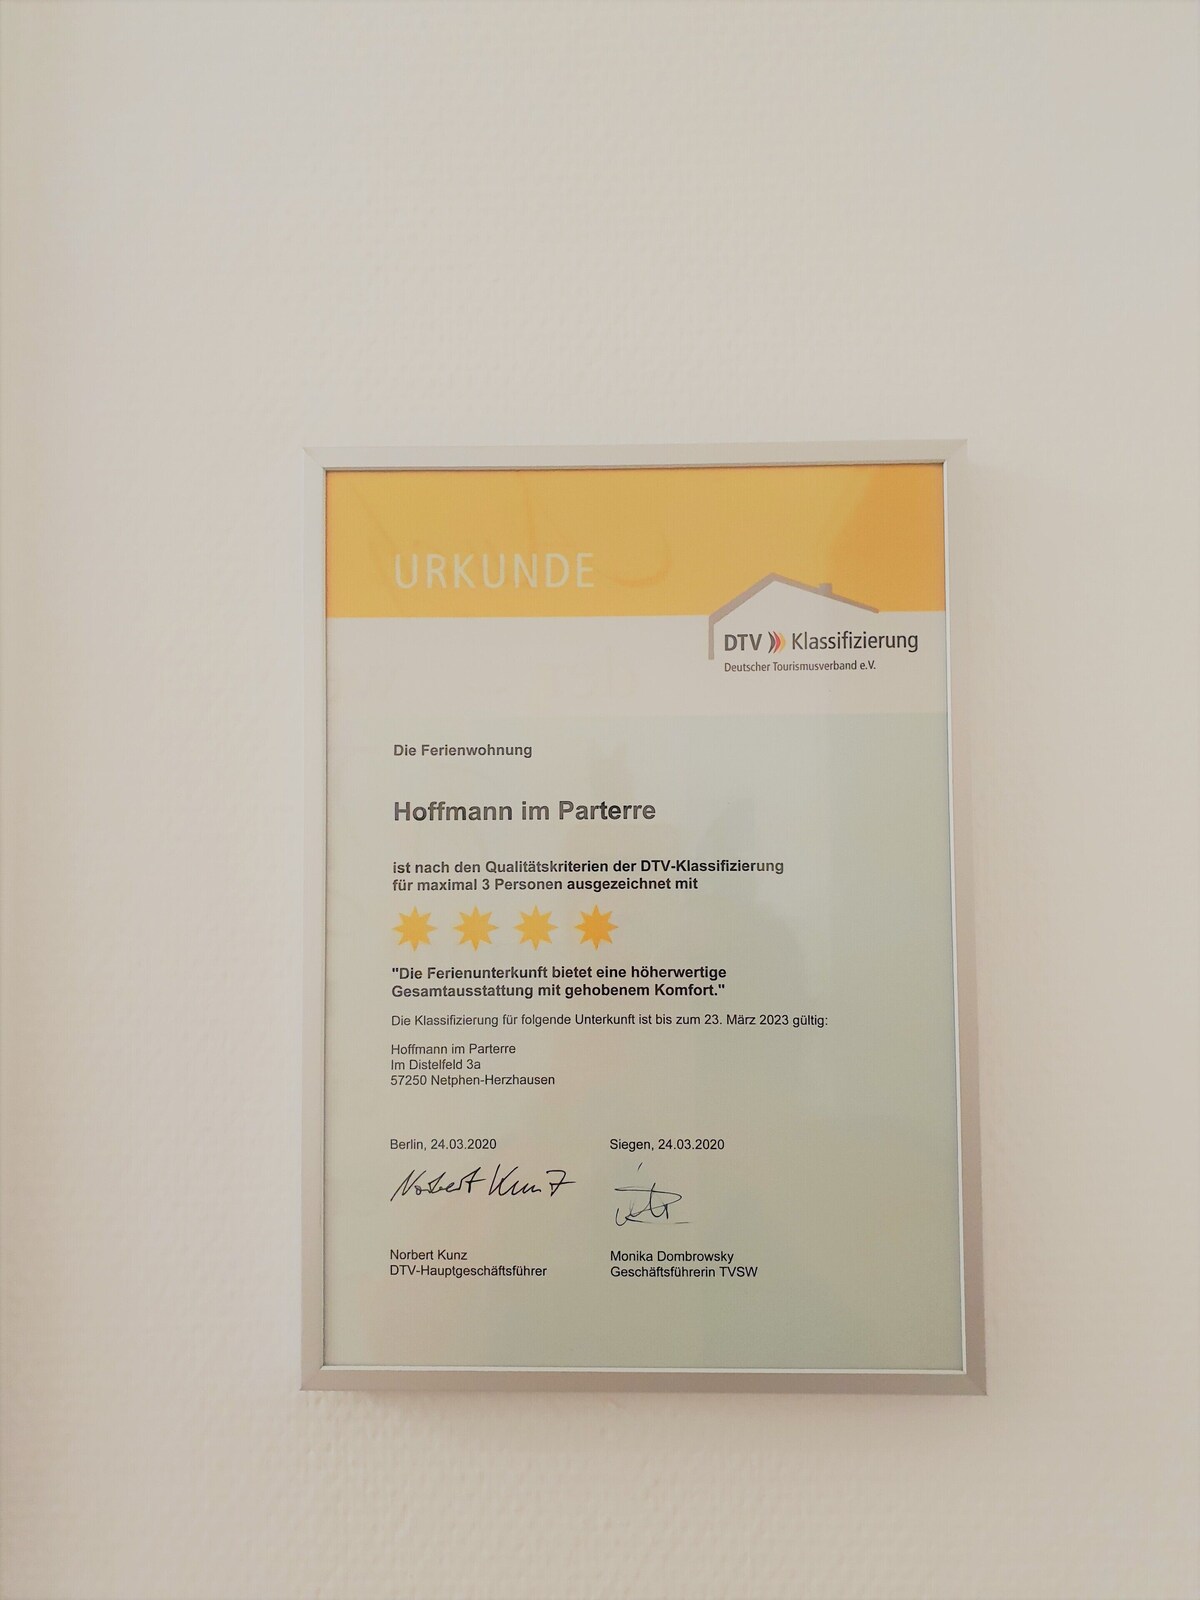 URKUNDE
DTV Klassifizierung
Deutscher Tourismusverband e.V.
Die Ferienwohnung
Hoffmann im Parterre
ist nach den Qualitätskriterien der DTV-Klassifizierung
für maximal 3 Personen ausgezeichnet mit
"Die Ferienunterkunft bietet eine höherwertige
Gesamtausstattung mit gehobenem Komfort."
Die Klassifizierung für folgende Unterkunft ist bis zum 23. März 2023 gültig:
Hoffmann im Parterre
Im Distelfeld 3a
57250 Netphen-Herzhausen
Berlin, 24.03.2020
Siegen, 24.03.2020
Norbert Kunz
Norbert Kunz
DTV-Hauptgeschäftsführer
Monika Dombrowsky
Geschäftsführerin TVSW